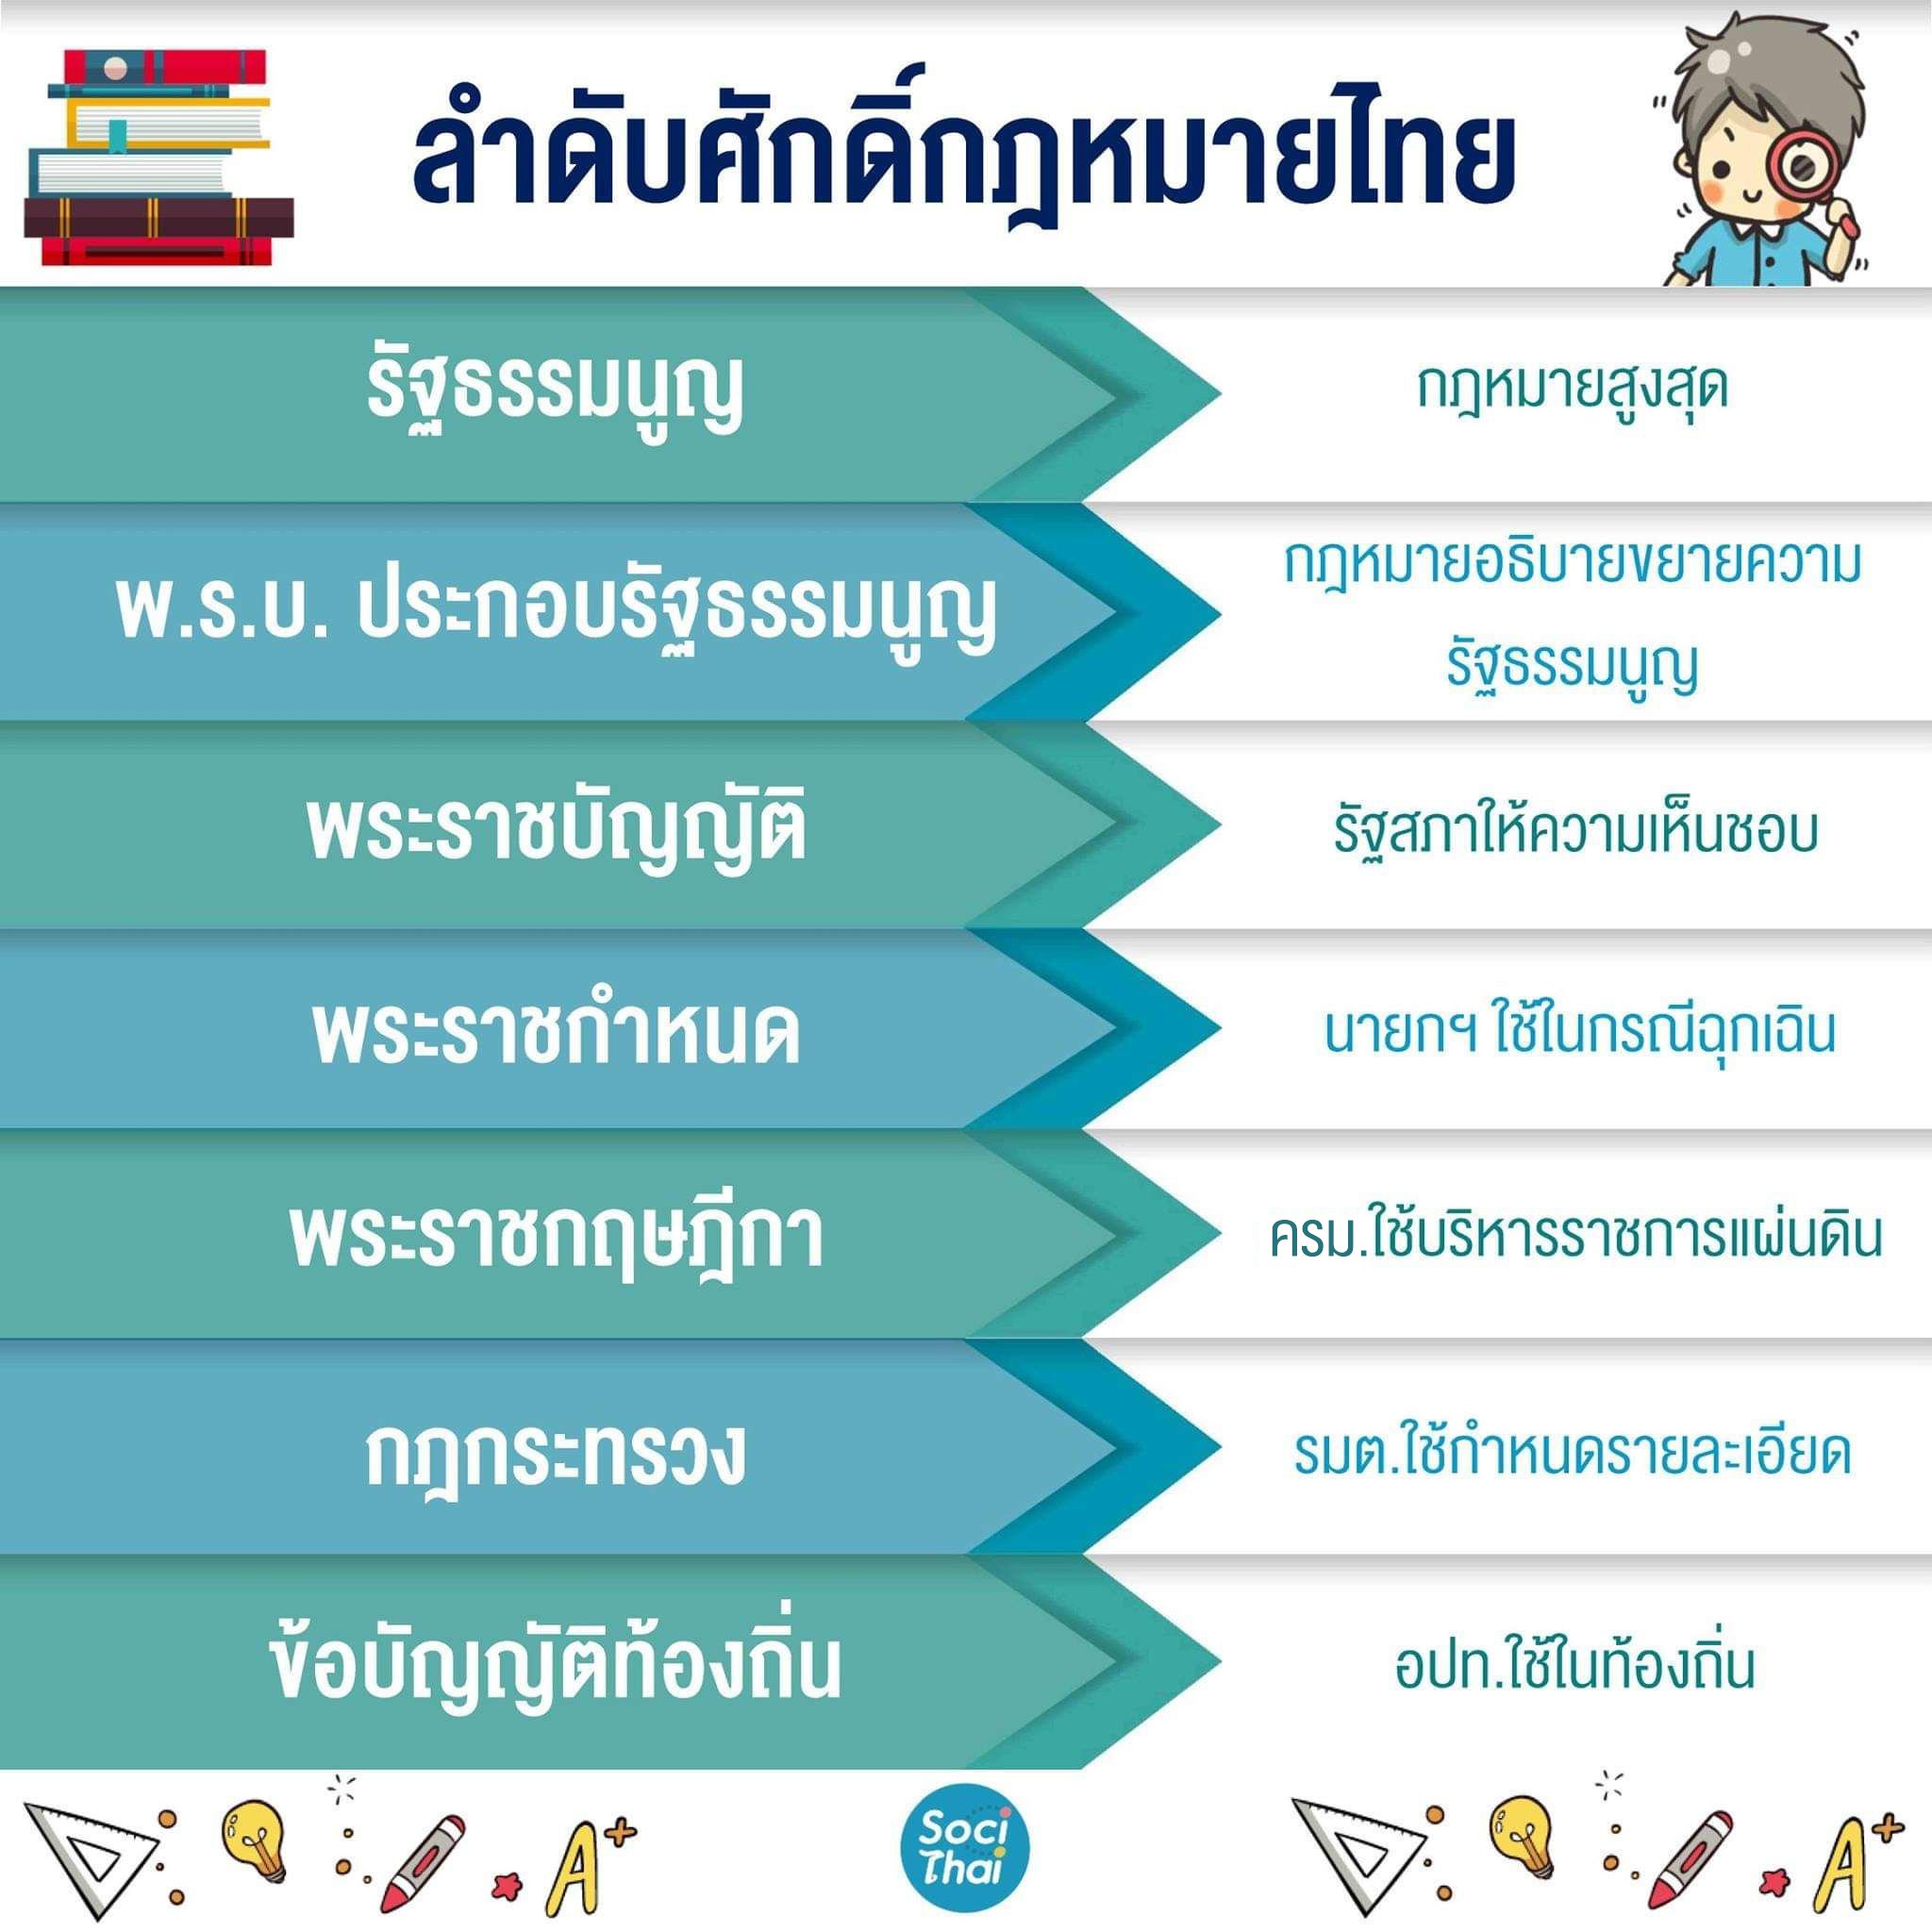 ลำดับศักดิ์กฎหมายไทย
รัฐธรรมนูญ
กฎหมายสูงสุด
พ.ร.บ. ประกอบรัฐธรรมนูญ
กฎหมายอธิบายขยายความ
รัฐธรรมนูญ
พระราชบัญญัติ
รัฐสภาให้ความเห็นชอบ
พระราชกำหนด
นายกฯ ใช้ในกรณีฉุกเฉิน
พระราชกฤษฎีกา
ครม.ใช้บริหารราชการแผ่นดิน
กฎกระทรวง
รมต.ใช้กำหนดรายละเอียด
ข้อบัญญัติท้องถิ่น
อปท.ใช้ในท้องถิ่น
A+
Soci
Thai
A+